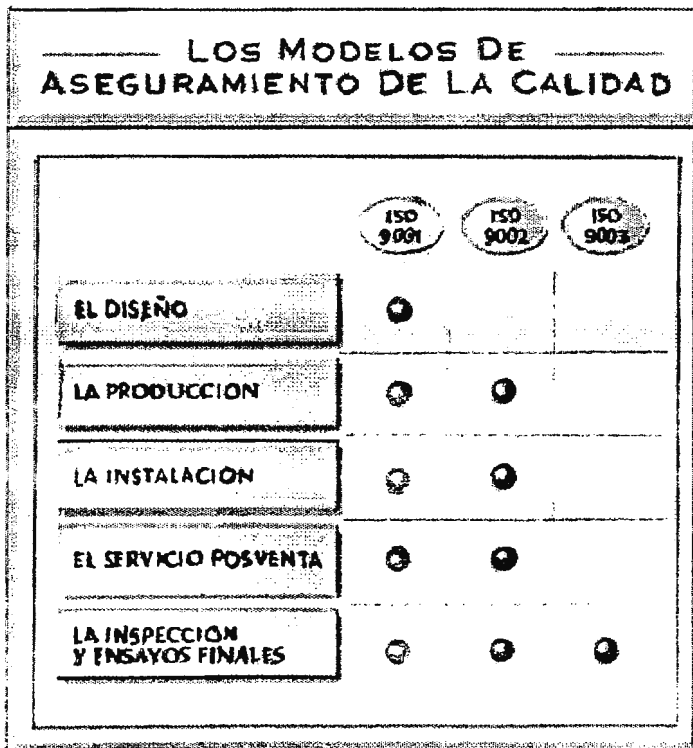 LOS MODELOS DE
ASEGURAMIENTO DE LA CALIDAD
ISO
9001
ISO
9002
ISO
9003
EL DISEÑO
LA PRODUCCION
LA INSTALACION
EL SERVICIO POSVENTA
LA INSPECCION
Y ENSAYOS FINALES